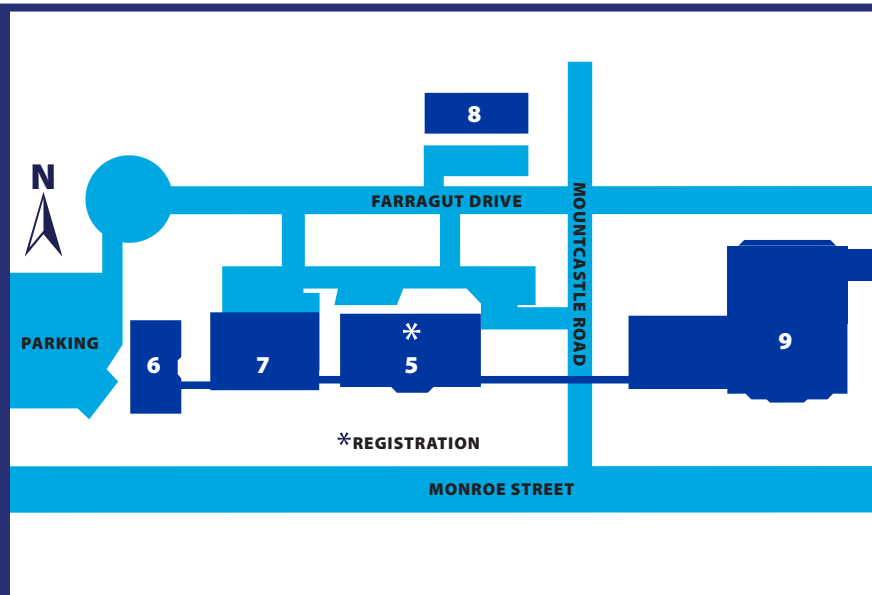 8
N
FARRAGUT DRIVE
MOUNTCASTLE ROAD
PARKING
6
7
*
5
9
*REGISTRATION
MONROE STREET